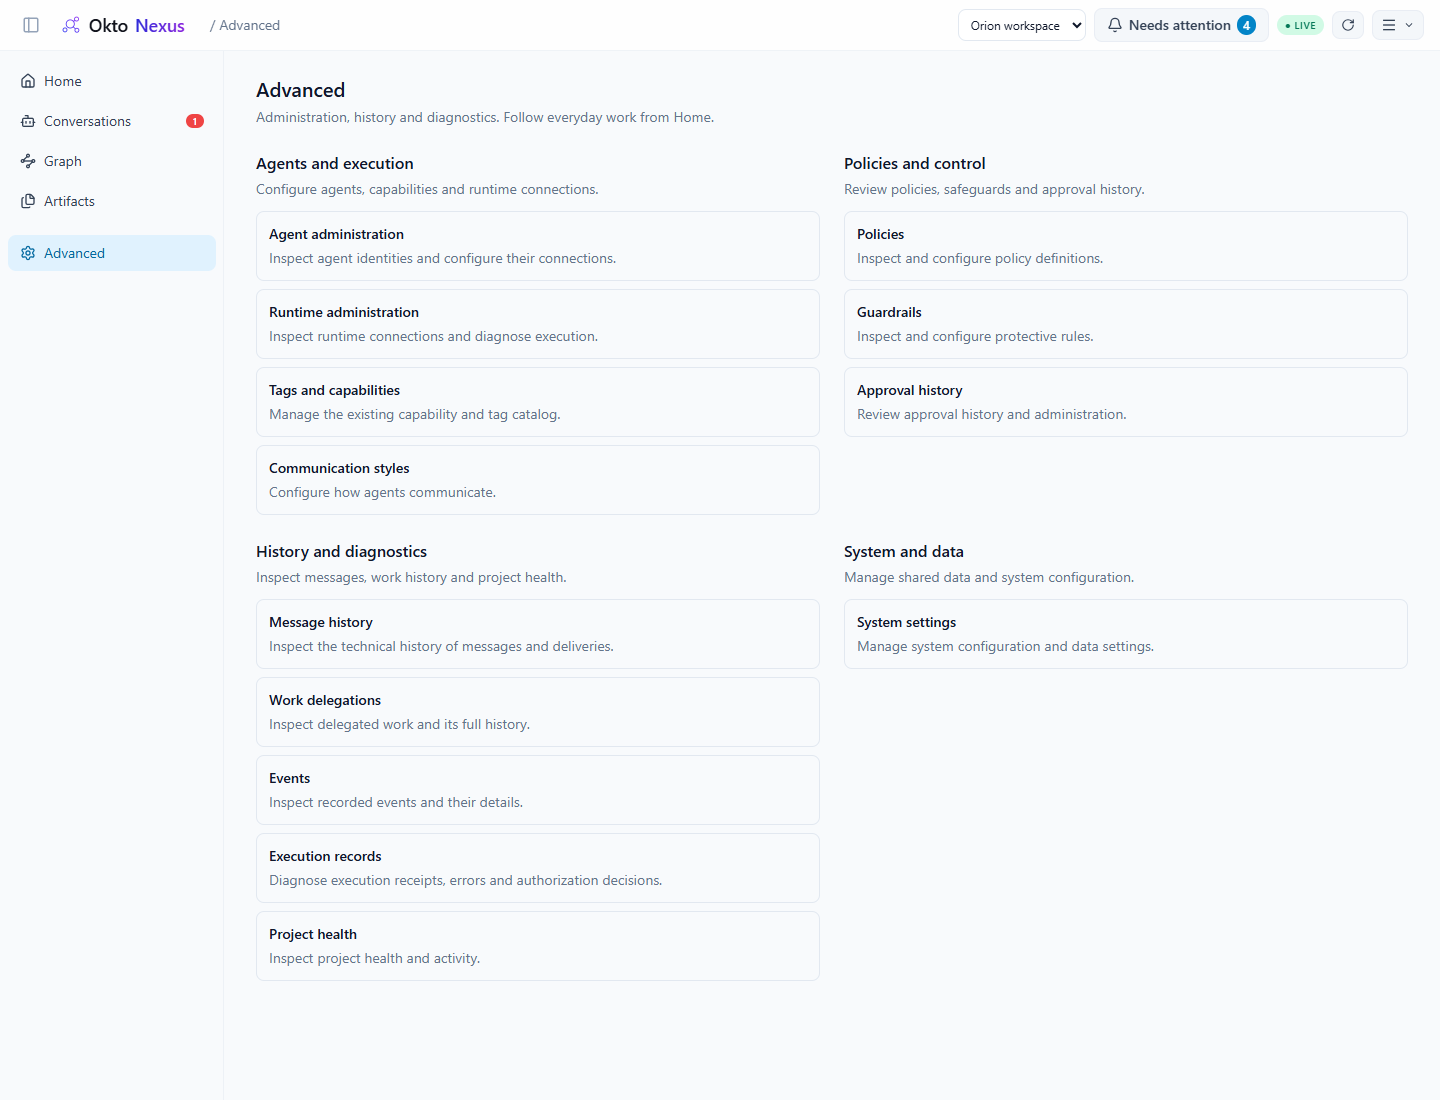 Okto Nexus
/ Advanced
Orion workspace
Needs attention 4
LIVE
Home
Conversations 1
Graph
Artifacts
Advanced
Advanced
Administration, history and diagnostics. Follow everyday work from Home.
Agents and execution
Configure agents, capabilities and runtime connections.
Agent administration
Inspect agent identities and configure their connections.
Runtime administration
Inspect runtime connections and diagnose execution.
Tags and capabilities
Manage the existing capability and tag catalog.
Communication styles
Configure how agents communicate.
Policies and control
Review policies, safeguards and approval history.
Policies
Inspect and configure policy definitions.
Guardrails
Inspect and configure protective rules.
Approval history
Review approval history and administration.
History and diagnostics
Inspect messages, work history and project health.
Message history
Inspect the technical history of messages and deliveries.
Work delegations
Inspect delegated work and its full history.
Events
Inspect recorded events and their details.
Execution records
Diagnose execution receipts, errors and authorization decisions.
Project health
Inspect project health and activity.
System and data
Manage shared data and system configuration.
System settings
Manage system configuration and data settings.